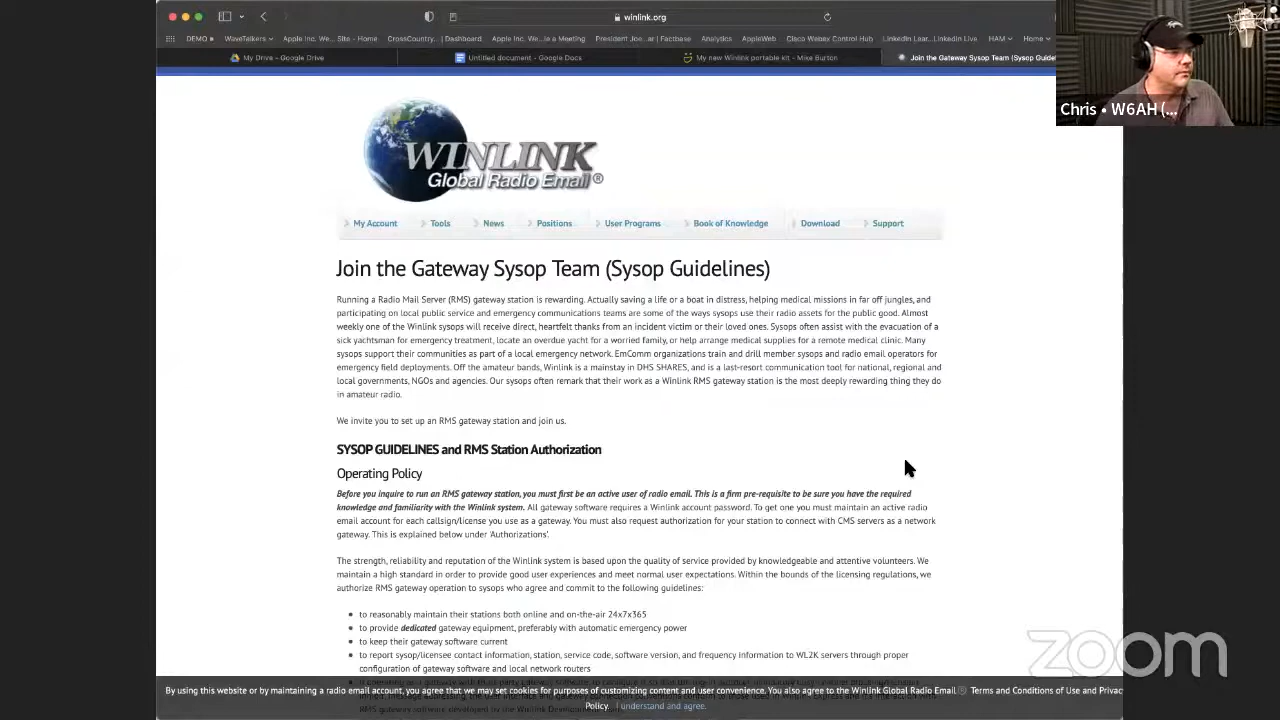 winlink.org
DEMO
WaveTalkers
Apple Inc. We... Site - Home
CrossCountry... | Dashboard
Apple Inc. We...le a Meeting
President Joe...ar | Factbase
Analytics
AppleWeb
Cisco Webex Control Hub
LinkedIn Lear...LinkedIn Live
HAM
Home
My Drive – Google Drive
Untitled document - Google Docs
My new Winlink portable kit - Mike Burton
Join the Gateway Sysop Team (Sysop Guide
Chris • W6AH (...
WINLINK
Global Radio Email®
My Account
Tools
News
Positions
User Programs
Book of Knowledge
Download
Support
Join the Gateway Sysop Team (Sysop Guidelines)
Running a Radio Mail Server (RMS) gateway station is rewarding. Actually saving a life or a boat in distress, helping medical missions in far off jungles, and
participating on local public service and emergency communications teams are some of the ways sysops use their radio assets for the public good. Almost
weekly one of the Winlink sysops will receive direct, heartfelt thanks from an incident victim or their loved ones. Sysops often assist with the evacuation of a
sick yachtsman for emergency treatment, locate an overdue yacht for a worried family, or help arrange medical supplies for a remote medical clinic. Many
sysops support their communities as part of a local emergency network. EmComm organizations train and drill member sysops and radio email operators for
emergency field deployments. Off the amateur bands, Winlink is a mainstay in DHS SHARES, and is a last-resort communication tool for national, regional and
local governments, NGOs and agencies. Our sysops often remark that their work as a Winlink RMS gateway station is the most deeply rewarding thing they do
in amateur radio.
We invite you to set up an RMS gateway station and join us.
SYSOP GUIDELINES and RMS Station Authorization
Operating Policy
Before you inquire to run an RMS gateway station, you must first be an active user of radio email. This is a firm pre-requisite to be sure you have the required
knowledge and familiarity with the Winlink system. All gateway software requires a Winlink account password. To get one you must maintain an active radio
email account for each callsign/license you use as a gateway. You must also request authorization for your station to connect with CMS servers as a network
gateway. This is explained below under 'Authorizations'.
The strength, reliability and reputation of the Winlink system is based upon the quality of service provided by knowledgeable and attentive volunteers. We
maintain a high standard in order to provide good user experiences and meet normal user expectations. Within the bounds of the licensing regulations, we
authorize RMS gateway operation to sysops who agree and commit to the following guidelines:
to reasonably maintain their stations both online and on-the-air 24x7x365
to provide dedicated gateway equipment, preferably with automatic emergency power
to keep their gateway software current
to report sysop/licensee contact information, station, service code, software version, and frequency information to WL2K servers through proper
configuration of gateway software and local network routers
By using this website or by maintaining a radio email account, you agree that we may set cookies for purposes of customizing content and user convenience. You also agree to the Winlink Global Radio Email® Terms and Conditions of Use and Privac
Policy. I understand and agree.
zoom